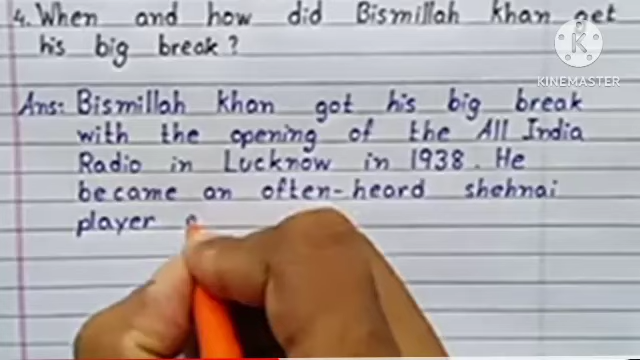 4. When and how did Bismillah khan get
his big break?
Ans: Bismillah khan got his big break
with the opening of the All India
Radio in Lucknow in 1938. He
became an often-heard shehnai
player
K
KINEMASTER